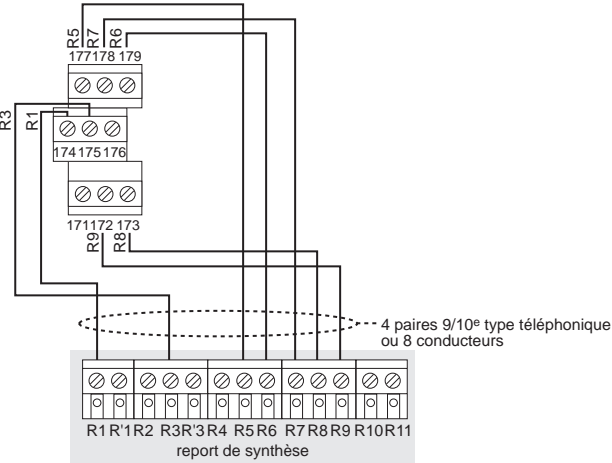 R5 R7 R6
177 178 179
R3 R1
174 175 176
171 172 173
R9 R8
4 paires 9/10e type téléphonique
ou 8 conducteurs
R1 R'1 R2 R3 R'3 R4 R5 R6 R7 R8 R9 R10 R11
report de synthèse